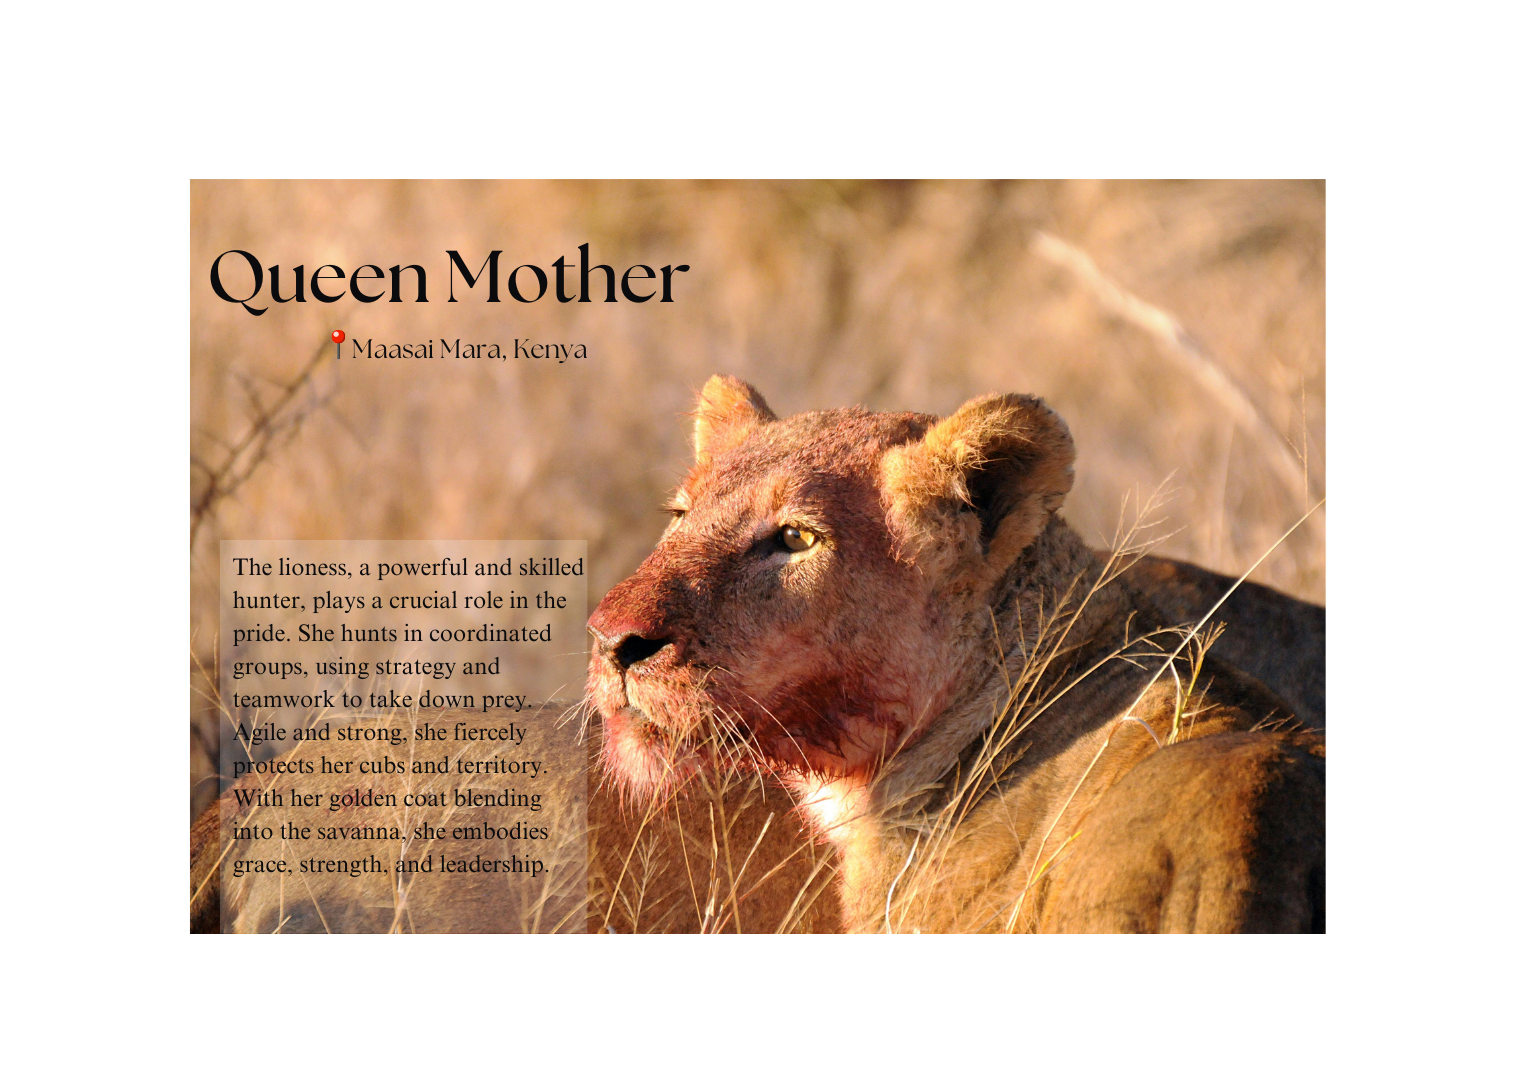 Queen Mother
Maasai Mara, Kenya
The lioness, a powerful and skilled
hunter, plays a crucial role in the
pride. She hunts in coordinated
groups, using strategy and
teamwork to take down prey.
Agile and strong, she fiercely
protects her cubs and territory.
With her golden coat blending
into the savanna, she embodies
grace, strength, and leadership.